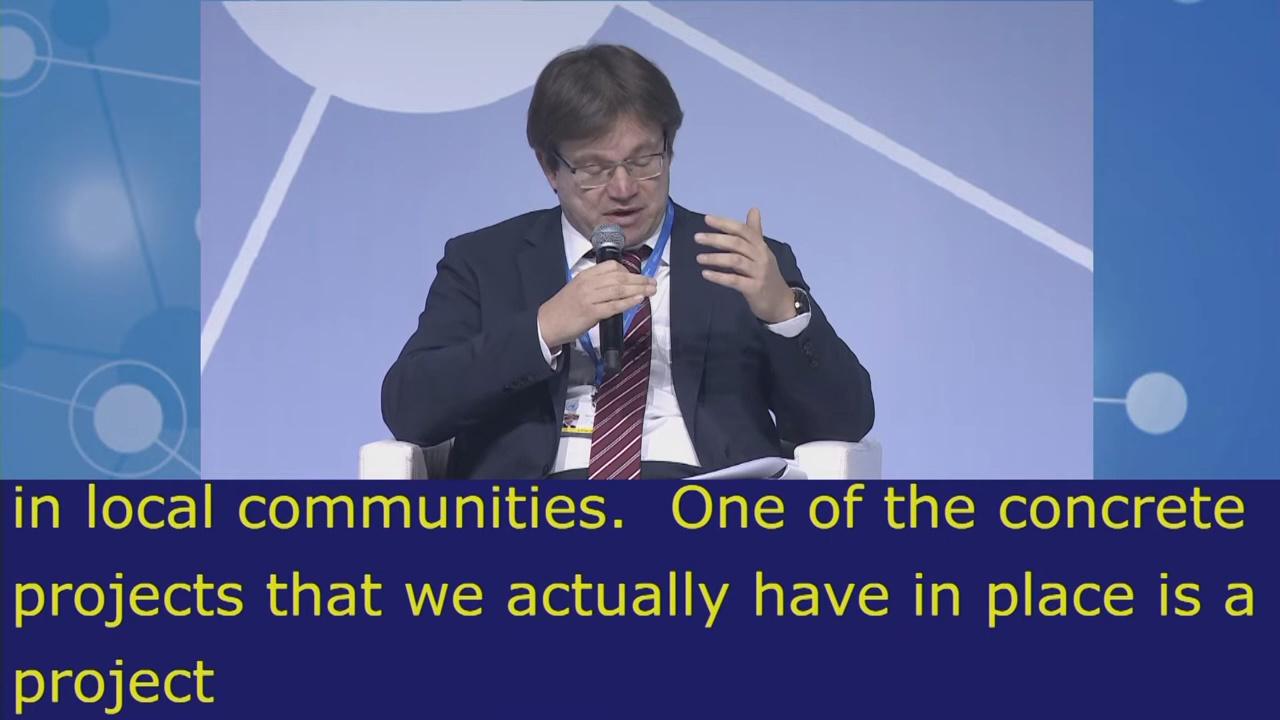 in local communities.  One of the concrete
projects that we actually have in place is a
project